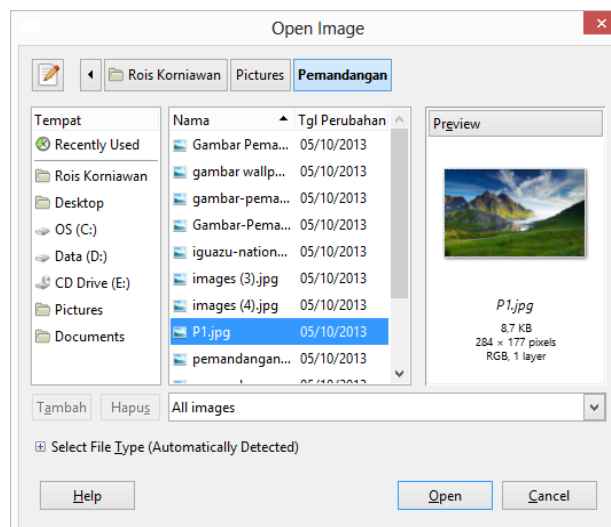 Open Image
Rois Korniawan Pictures Pemandangan
Tempat
Recently Used
Rois Korniawan
Desktop
OS (C:)
Data (D:)
CD Drive (E:)
Pictures
Documents
Nama Tgl Perubahan
Gambar Pema... 05/10/2013
gambar wallp... 05/10/2013
gambar-pema... 05/10/2013
Gambar-Pema... 05/10/2013
iguazu-nation... 05/10/2013
images (3).jpg 05/10/2013
images (4).jpg 05/10/2013
P1.jpg 05/10/2013
pemandangan... 05/10/2013
Preview
P1.jpg
8,7 KB
284 × 177 pixels
RGB, 1 layer
Tambah Hapus All images
Select File Type (Automatically Detected)
Help Open Cancel